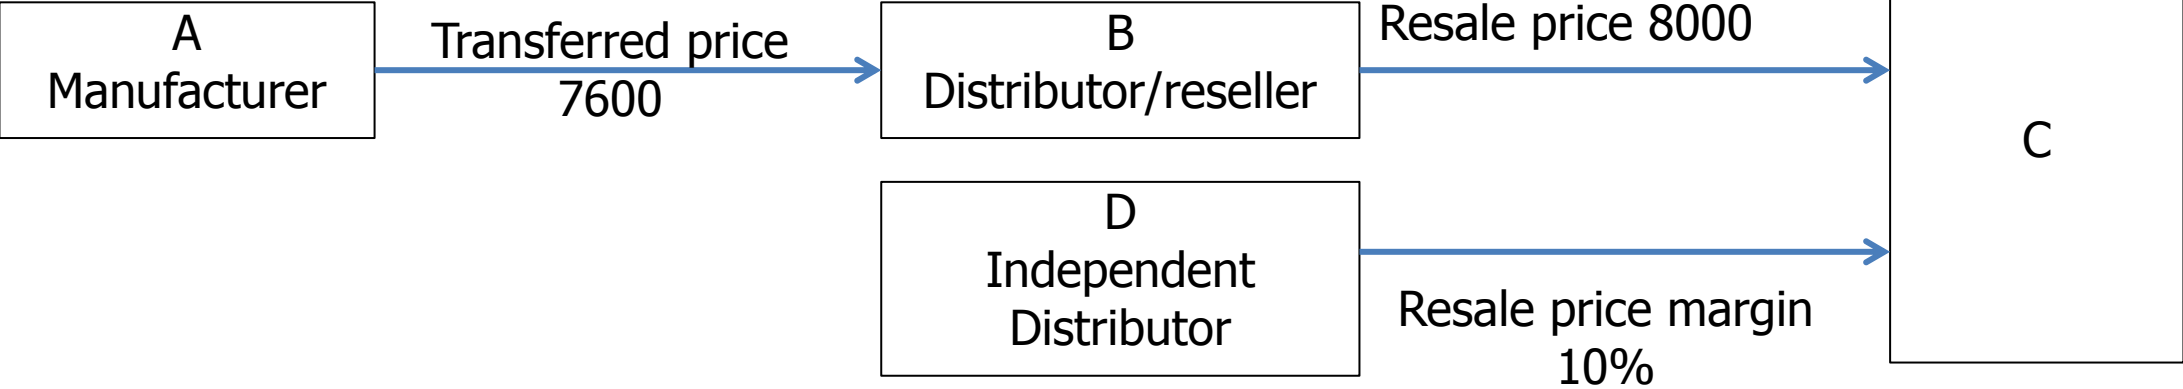 A
Manufacturer
Transferred price
7600
B
Distributor/reseller
Resale price 8000
C
D
Independent
Distributor
Resale price margin
10%